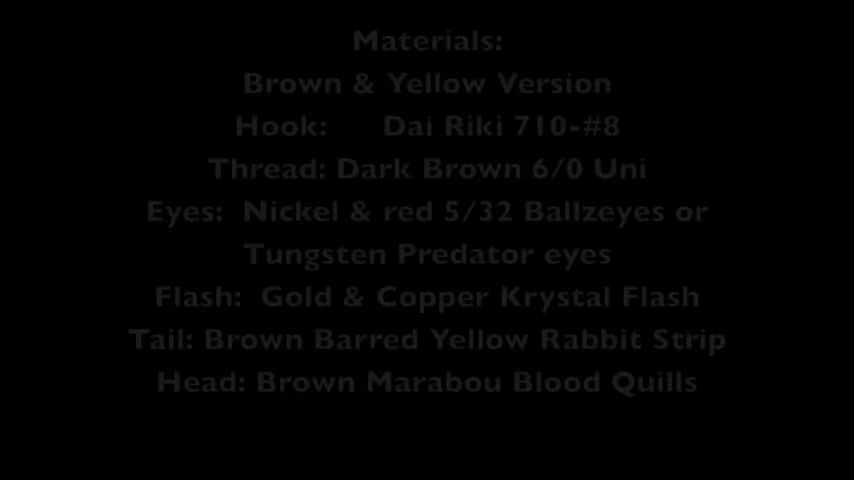 Materials:
Brown & Yellow Version
Hook: Dai Riki 710-#8
Thread: Dark Brown 6/0 Uni
Eyes: Nickel & red 5/32 Ballzeyes or
Tungsten Predator eyes
Flash: Gold & Copper Krystal Flash
Tail: Brown Barred Yellow Rabbit Strip
Head: Brown Marabou Blood Quills